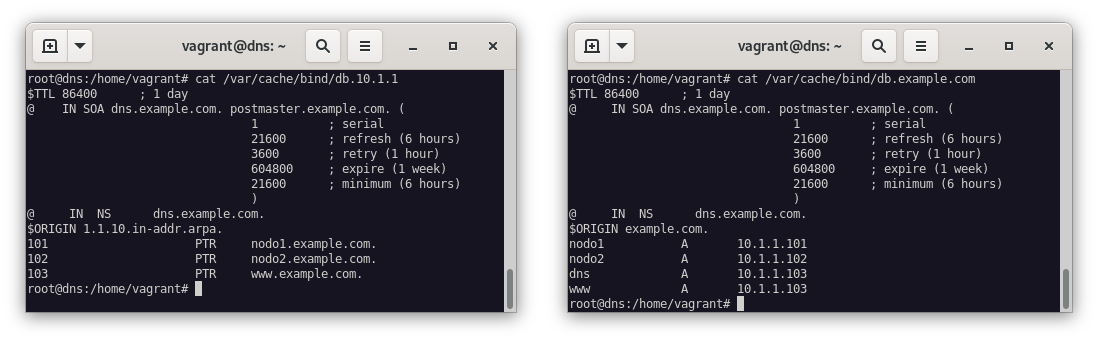 vagrant@dns: ~
root@dns:/home/vagrant# cat /var/cache/bind/db.10.1.1
$TTL 86400      ; 1 day
@    IN SOA dns.example.com. postmaster.example.com. (
                                1          ; serial
                                21600      ; refresh (6 hours)
                                3600       ; retry (1 hour)
                                604800     ; expire (1 week)
                                21600      ; minimum (6 hours)
                                )
@     IN  NS      dns.example.com.
$ORIGIN 1.1.10.in-addr.arpa.
101                     PTR     nodo1.example.com.
102                     PTR     nodo2.example.com.
103                     PTR     www.example.com.
root@dns:/home/vagrant#
vagrant@dns: ~
root@dns:/home/vagrant# cat /var/cache/bind/db.example.com
$TTL 86400      ; 1 day
@    IN SOA dns.example.com. postmaster.example.com. (
                                1          ; serial
                                21600      ; refresh (6 hours)
                                3600       ; retry (1 hour)
                                604800     ; expire (1 week)
                                21600      ; minimum (6 hours)
                                )
@     IN  NS      dns.example.com.
$ORIGIN example.com.
nodo1           A       10.1.1.101
nodo2           A       10.1.1.102
dns             A       10.1.1.103
www             A       10.1.1.103
root@dns:/home/vagrant#